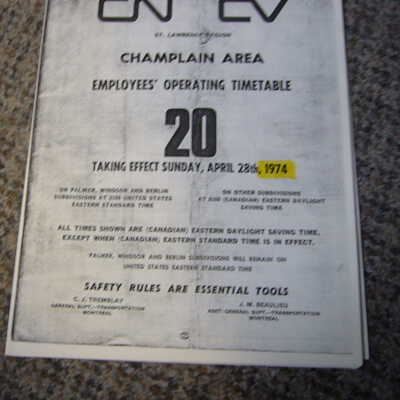 CN CV
ST. LAWRENCE REGION
CHAMPLAIN AREA
EMPLOYEES' OPERATING TIMETABLE
20
TAKING EFFECT SUNDAY, APRIL 28th, 1974
ON PALMER, WINDSOR AND BERLIN
SUBDIVISIONS AT 2:01 UNITED STATES
EASTERN STANDARD TIME
ON OTHER SUBDIVISIONS
AT 2:01 (CANADIAN) EASTERN DAYLIGHT
SAVING TIME
ALL TIMES SHOWN ARE (CANADIAN) EASTERN DAYLIGHT SAVING TIME,
EXCEPT WHEN (CANADIAN) EASTERN STANDARD TIME IS IN EFFECT.
PALMER, WINDSOR AND BERLIN SUBDIVISIONS WILL REMAIN ON
UNITED STATES EASTERN STANDARD TIME
SAFETY RULES ARE ESSENTIAL TOOLS
C. J. TREMBLAY
GENERAL SUPT.-TRANSPORTATION
MONTREAL
J. M. BEAULIEU
ASST. GENERAL SUPT.-TRANSPORTATION
MONTREAL